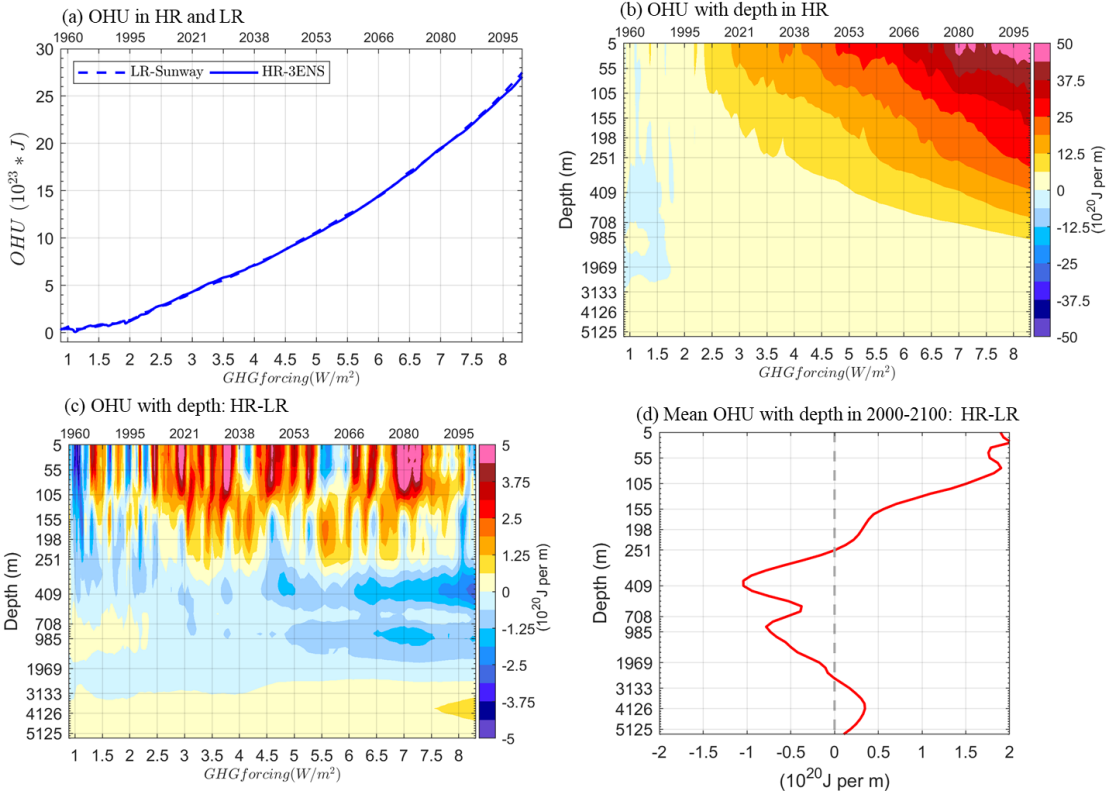 (a) OHU in HR and LR
1960 1995 2021 2038 2053 2066 2080 2095
30
25
20
15
10
5
0
OHU (10^23 * J)
LR-Sunway HR-3ENS
1 1.5 2 2.5 3 3.5 4 4.5 5 5.5 6 6.5 7 7.5 8
GHGforcing(W/m²)
(b) OHU with depth in HR
1960 1995 2021 2038 2053 2066 2080 2095
5
55
105
155
198
251
409
708
985
1969
3133
4126
5125
Depth (m)
1 1.5 2 2.5 3 3.5 4 4.5 5 5.5 6 6.5 7 7.5 8
GHGforcing(W/m²)
50
37.5
25
12.5
0
-12.5
-25
-37.5
-50
(10^20J per m)
(c) OHU with depth: HR-LR
1960 1995 2021 2038 2053 2066 2080 2095
5
55
105
155
198
251
409
708
985
1969
3133
4126
5125
Depth (m)
1 1.5 2 2.5 3 3.5 4 4.5 5 5.5 6 6.5 7 7.5 8
GHGforcing(W/m²)
5
3.75
2.5
1.25
0
-1.25
-2.5
-3.75
-5
(10^20J per m)
(d) Mean OHU with depth in 2000-2100: HR-LR
5
55
105
155
198
251
409
708
985
1969
3133
4126
5125
Depth (m)
-2 -1.5 -1 -0.5 0 0.5 1 1.5 2
(10^20J per m)